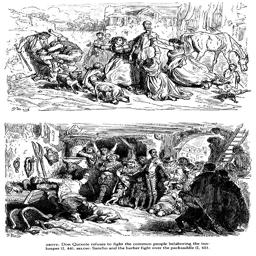 ABOVE: Don Quixote refuses to fight the common people belaboring the inn-
keeper (I, 44). BELOW: Sancho and the barber fight over the packsaddle (I, 45).